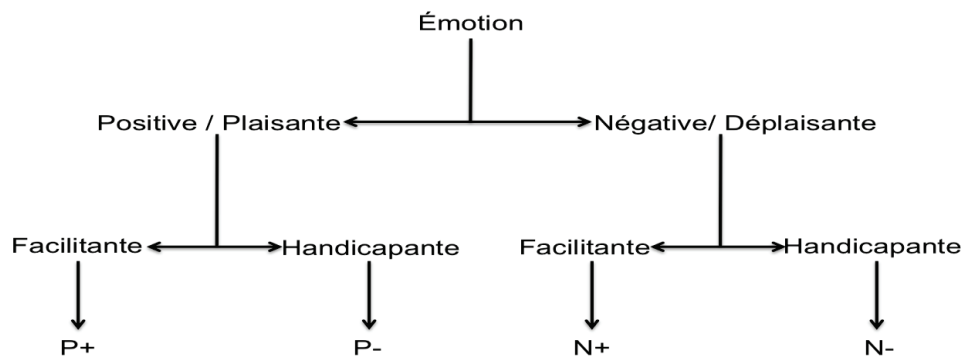 Émotion
Positive / Plaisante
Négative/ Déplaisante
Facilitante
Handicapante
Facilitante
Handicapante
P+
P-
N+
N-